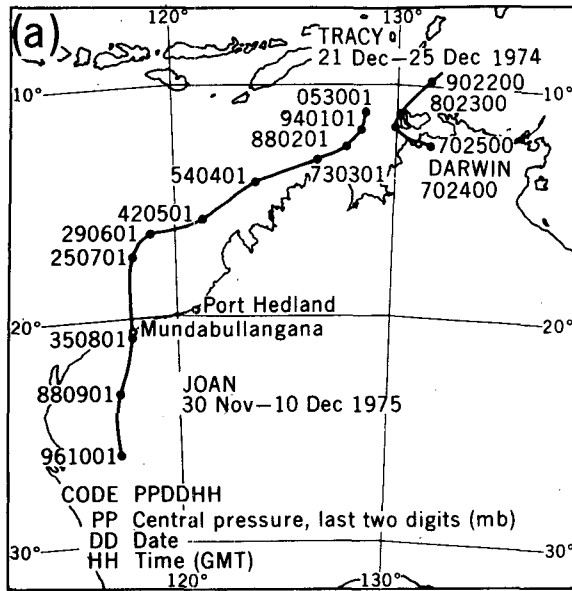 (a)
120°
130°
TRACY
21 Dec–25 Dec 1974
10°
10°
902200
053001
802300
940101
880201
702500
540401
730301
DARWIN
702400
420501
290601
250701
Port Hedland
20°
20°
350801
Mundabullangana
880901
JOAN
30 Nov–10 Dec 1975
961001
CODE PPDDHH
PP Central pressure, last two digits (mb)
DD Date
HH Time (GMT)
30°
30°
120°
130°